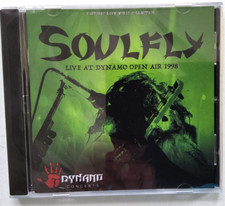 SOULFLY
LIVE AT DYNAMO OPEN AIR 1998
DYNAMO
CONCERTS